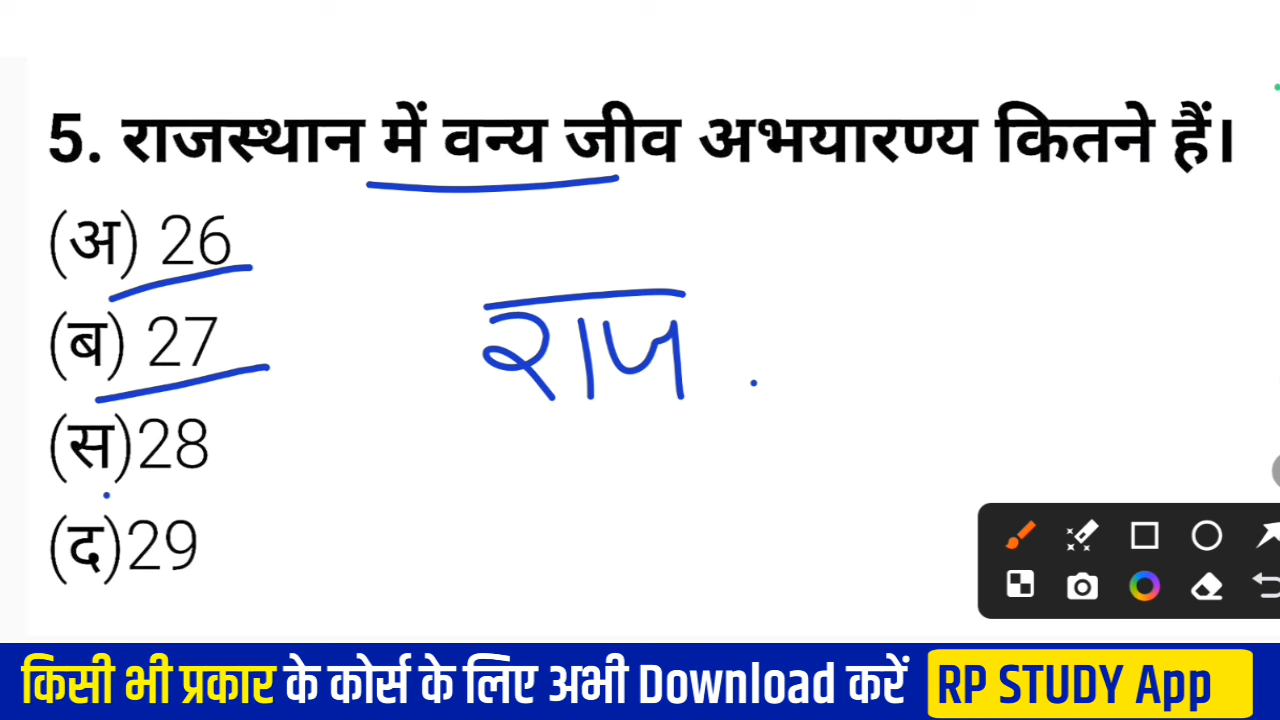 5. राजस्थान में वन्य जीव अभयारण्य कितने हैं।
(अ) 26
(ब) 27
राज
(स)28
(द)29
किसी भी प्रकार के कोर्स के लिए अभी Download करें RP STUDY App